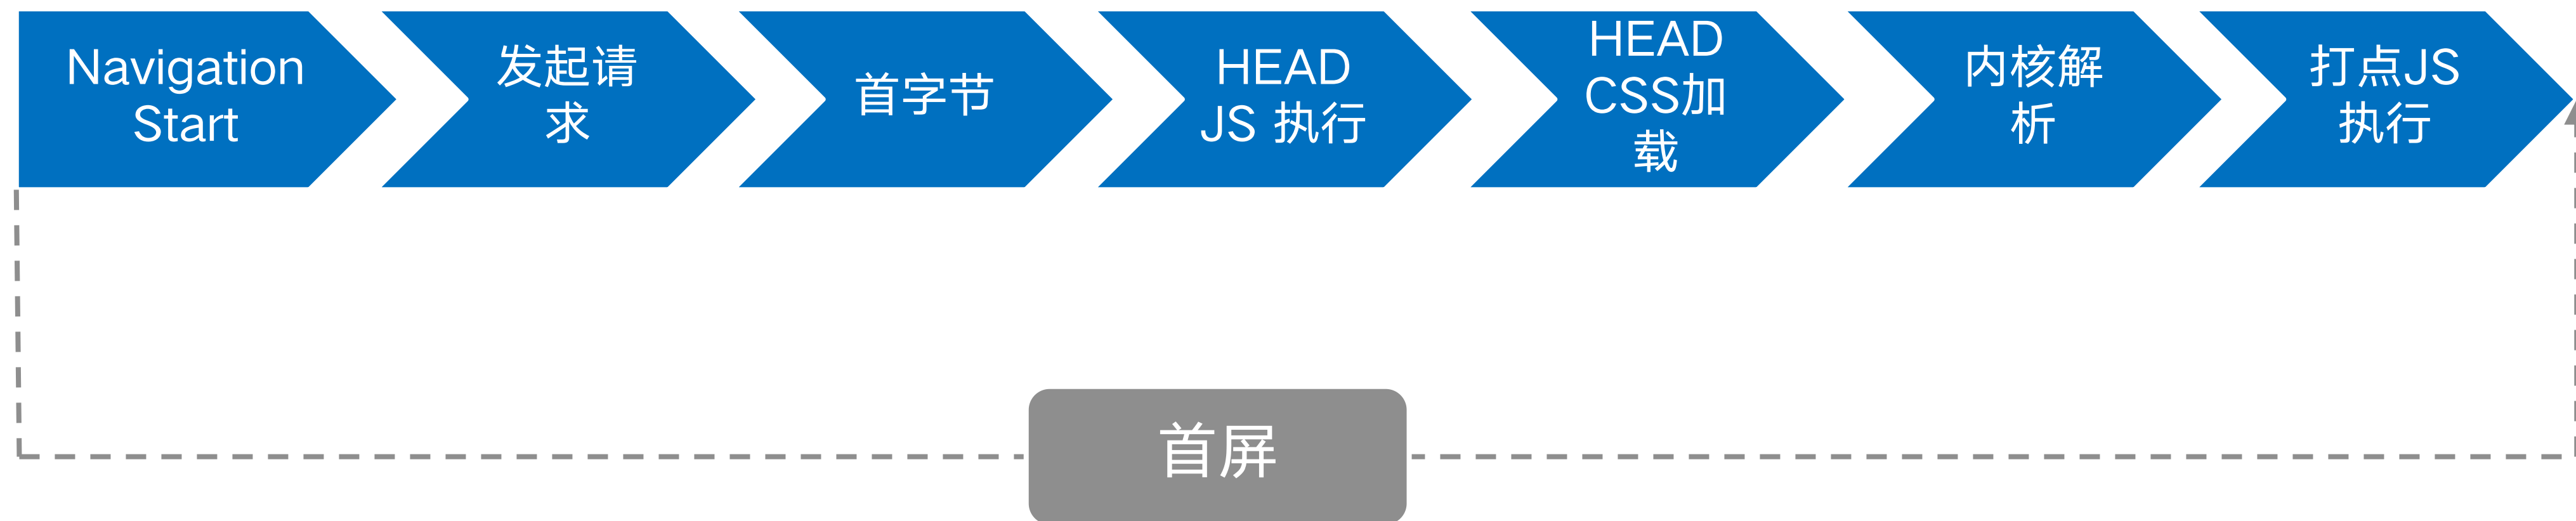 Navigation
Start
发起请
求
首字节
HEAD
JS 执行
HEAD
CSS加
载
内核解
析
打点JS
执行
首屏